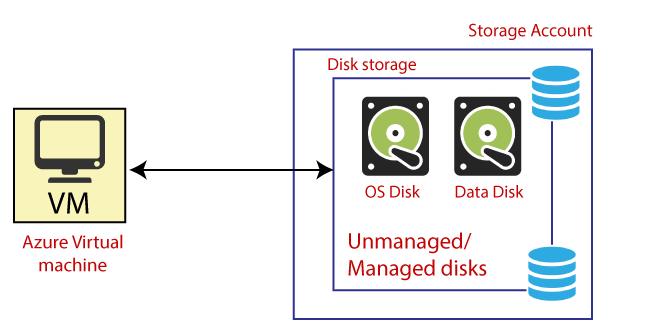 Storage Account
Disk storage
OS Disk
Data Disk
VM
Azure Virtual
machine
Unmanaged/
Managed disks